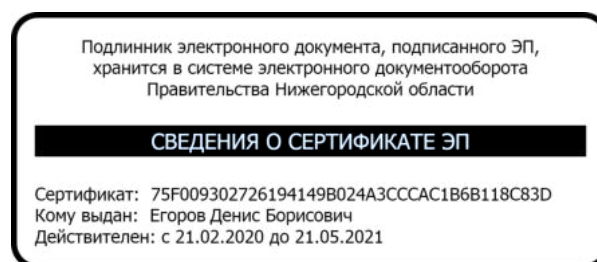 Подлинник электронного документа, подписанного ЭП,
хранится в системе электронного документооборота
Правительства Нижегородской области
СВЕДЕНИЯ О СЕРТИФИКАТЕ ЭП
Сертификат: 75F009302726194149B024A3CCCAC1B6B118C83D
Кому выдан: Егоров Денис Борисович
Действителен: с 21.02.2020 до 21.05.2021